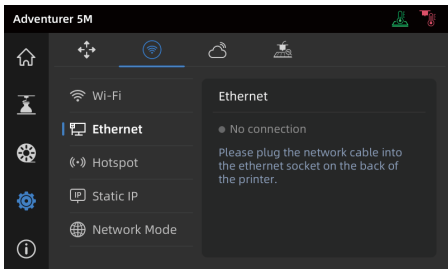 Adventurer 5M
Wi-Fi
Ethernet
Hotspot
IP Static IP
Network Mode
Ethernet
No connection
Please plug the network cable into
the ethernet socket on the back of
the printer.